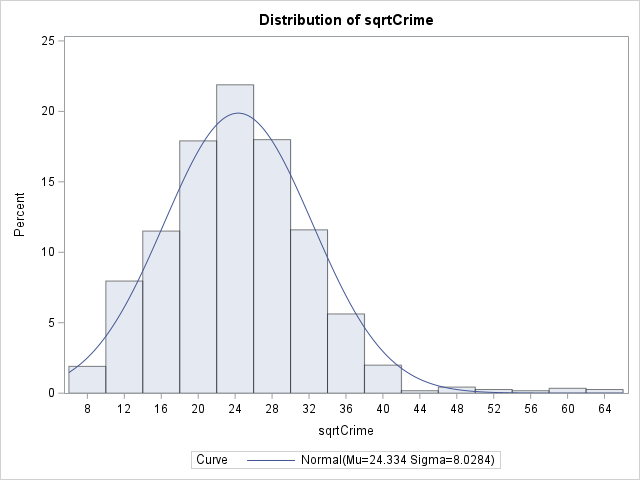 Distribution of sqrtCrime
25
20
15
10
5
0
Percent
8 12 16 20 24 28 32 36 40 44 48 52 56 60 64
sqrtCrime
Curve Normal(Mu=24.334 Sigma=8.0284)